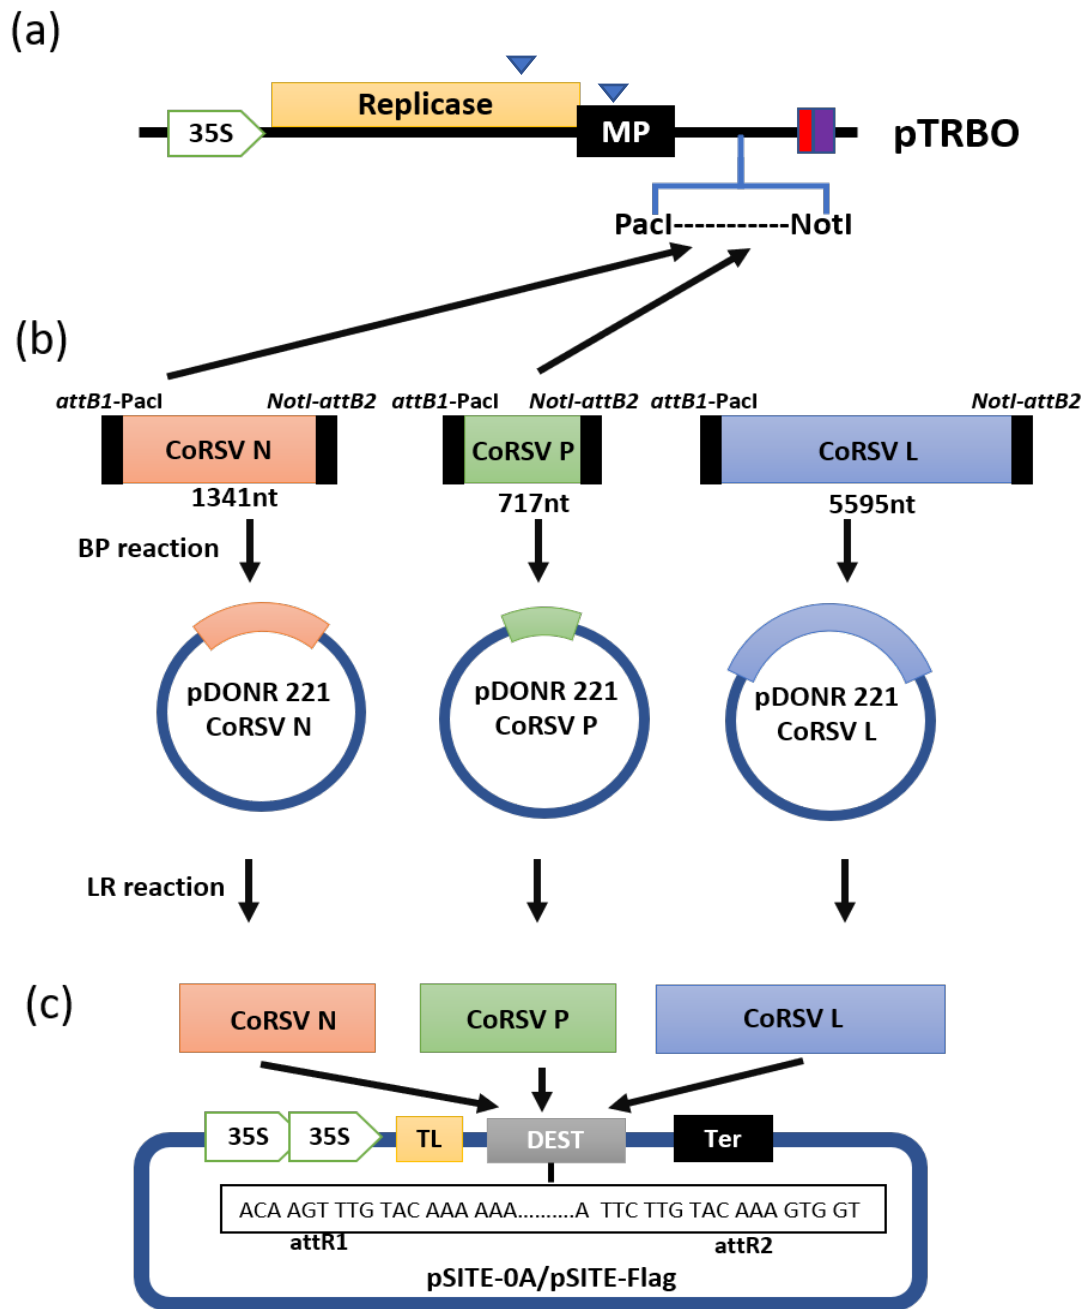 (a)
Replicase
35S
MP
pTRBO
PacI-----------NotI
(b)
attB1-PacI NotI-attB2 attB1-PacI NotI-attB2 attB1-PacI NotI-attB2
CoRSV N CoRSV P CoRSV L
1341nt 717nt 5595nt
BP reaction
pDONR 221
CoRSV N
pDONR 221
CoRSV P
pDONR 221
CoRSV L
LR reaction
(c)
CoRSV N CoRSV P CoRSV L
35S 35S TL DEST Ter
ACA AGT TTG TAC AAA AAA..........A TTC TTG TAC AAA GTG GT
attR1 attR2
pSITE-0A/pSITE-Flag